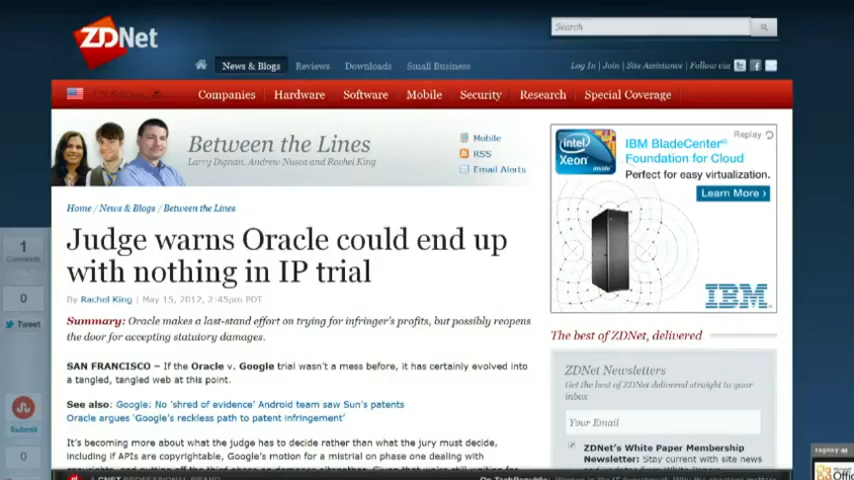 ZDNet
Search
News & Blogs Reviews Downloads Small Business
Log In | Join | Site Assistance | Follow via
Companies Hardware Software Mobile Security Research Special Coverage
Between the Lines
Larry Dignan, Andrew Nusca and Rachel King
Mobile
RSS
Email Alerts
Replay
intel
Xeon
inside
IBM BladeCenter
Foundation for Cloud
Perfect for easy virtualization.
Learn More >
IBM
Home / News & Blogs / Between the Lines
Judge warns Oracle could end up
with nothing in IP trial
By Rachel King | May 15, 2012, 2:45pm PDT
Summary: Oracle makes a last-stand effort on trying for infringer's profits, but possibly reopens
the door for accepting statutory damages.
SAN FRANCISCO – If the Oracle v. Google trial wasn't a mess before, it has certainly evolved into
a tangled, tangled web at this point.
See also: Google: No 'shred of evidence' Android team saw Sun's patents
Oracle argues 'Google's reckless path to patent infringement'
It's becoming more about what the judge has to decide rather than what the jury must decide,
including if APIs are copyrightable, Google's motion for a mistrial on phase one dealing with
1
Comments
0
Tweet
Submit
0
The best of ZDNet, delivered
ZDNet Newsletters
Get the best of ZDNet delivered straight to your
inbox
Your Email
ZDNet's White Paper Membership
Newsletter: Stay current with site news
replay
Offic